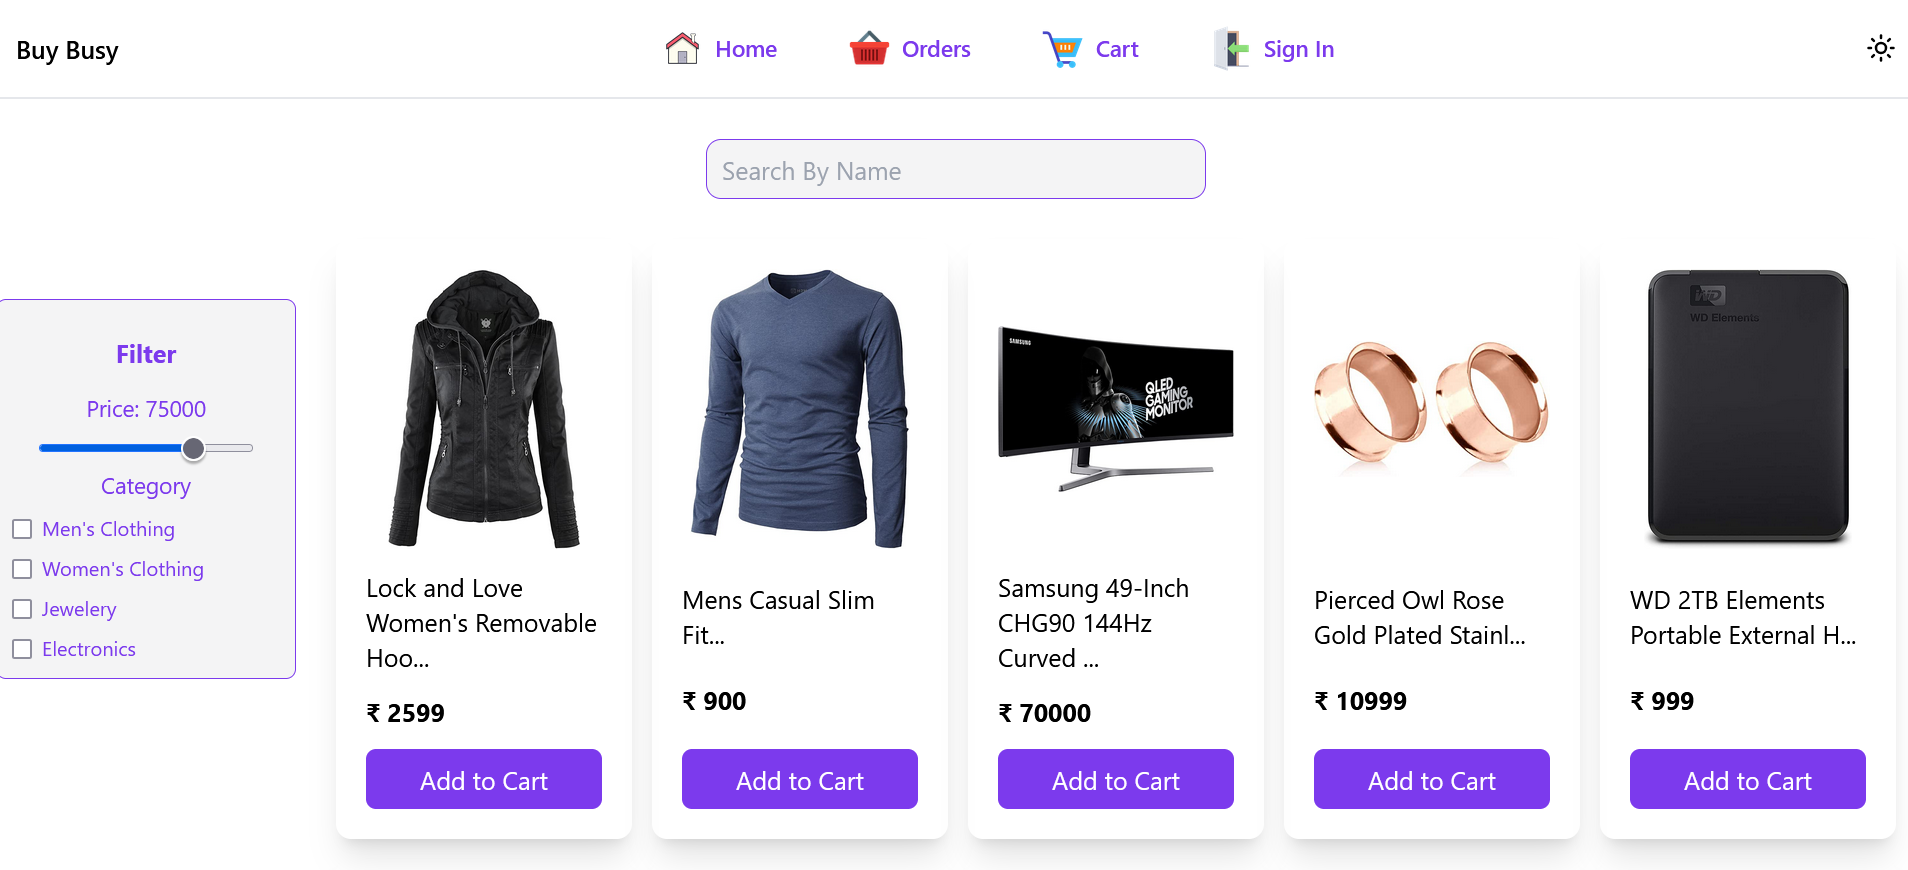 Buy Busy
Home
Orders
Cart
Sign In
Search By Name
Filter
Price: 75000
Category
Men's Clothing
Women's Clothing
Jewelery
Electronics
Lock and Love
Women's Removable
Hoo...
₹ 2599
Add to Cart
Mens Casual Slim
Fit...
₹ 900
Add to Cart
SAMSUNG
QLED
GAMING
MONITOR
Samsung 49-Inch
CHG90 144Hz
Curved ...
₹ 70000
Add to Cart
Pierced Owl Rose
Gold Plated Stainl...
₹ 10999
Add to Cart
WD
WD Elements
WD 2TB Elements
Portable External H...
₹ 999
Add to Cart